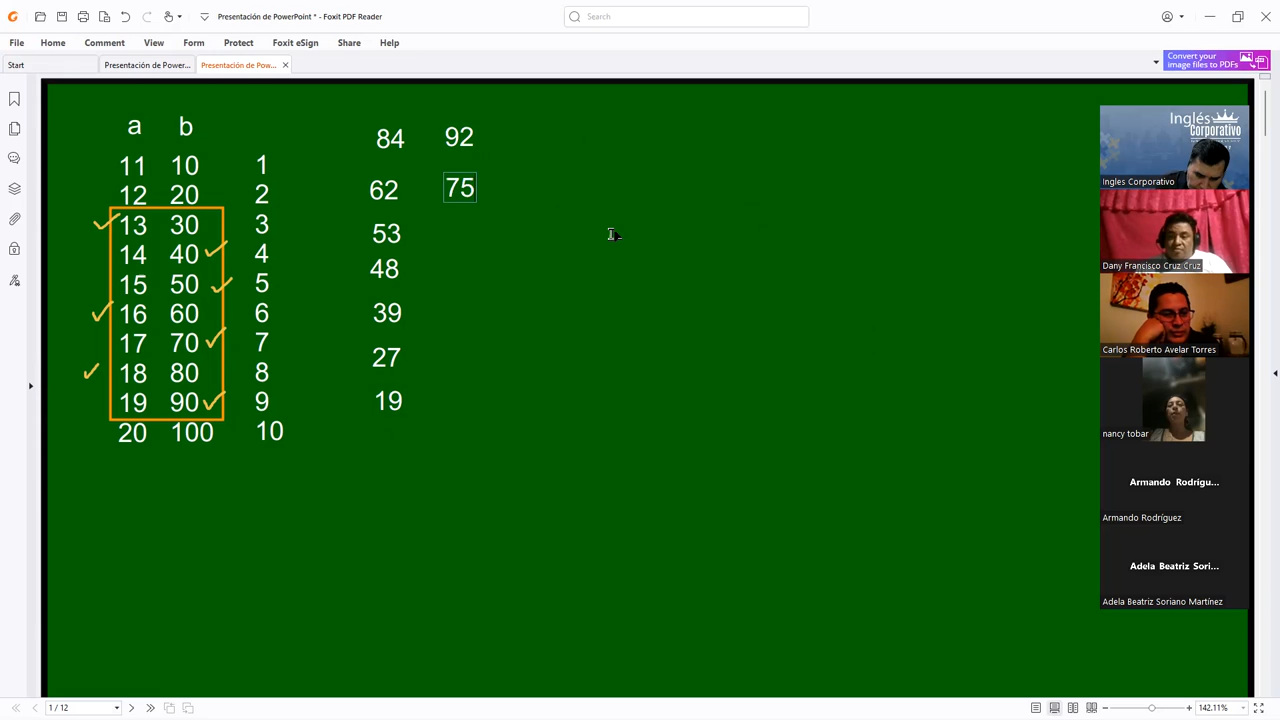 Presentación de PowerPoint * - Foxit PDF Reader
Search
File Home Comment View Form Protect Foxit eSign Share Help
Start
Presentación de Power...
Presentación de Pow...
Convert your
image files to PDFs
a b
11 10 1
12 20 2
13 30 3
14 40 4
15 50 5
16 60 6
17 70 7
18 80 8
19 90 9
20 100 10
84 92
62 75
53
48
39
27
19
Inglés
Corporativo
Ingles Corporativo
Dany Francisco Cruz Cruz
Carlos Roberto Avelar Torres
nancy tobar
Armando Rodrígu...
Armando Rodríguez
Adela Beatriz Sori...
Adela Beatriz Soriano Martínez
1 / 12
142.11%